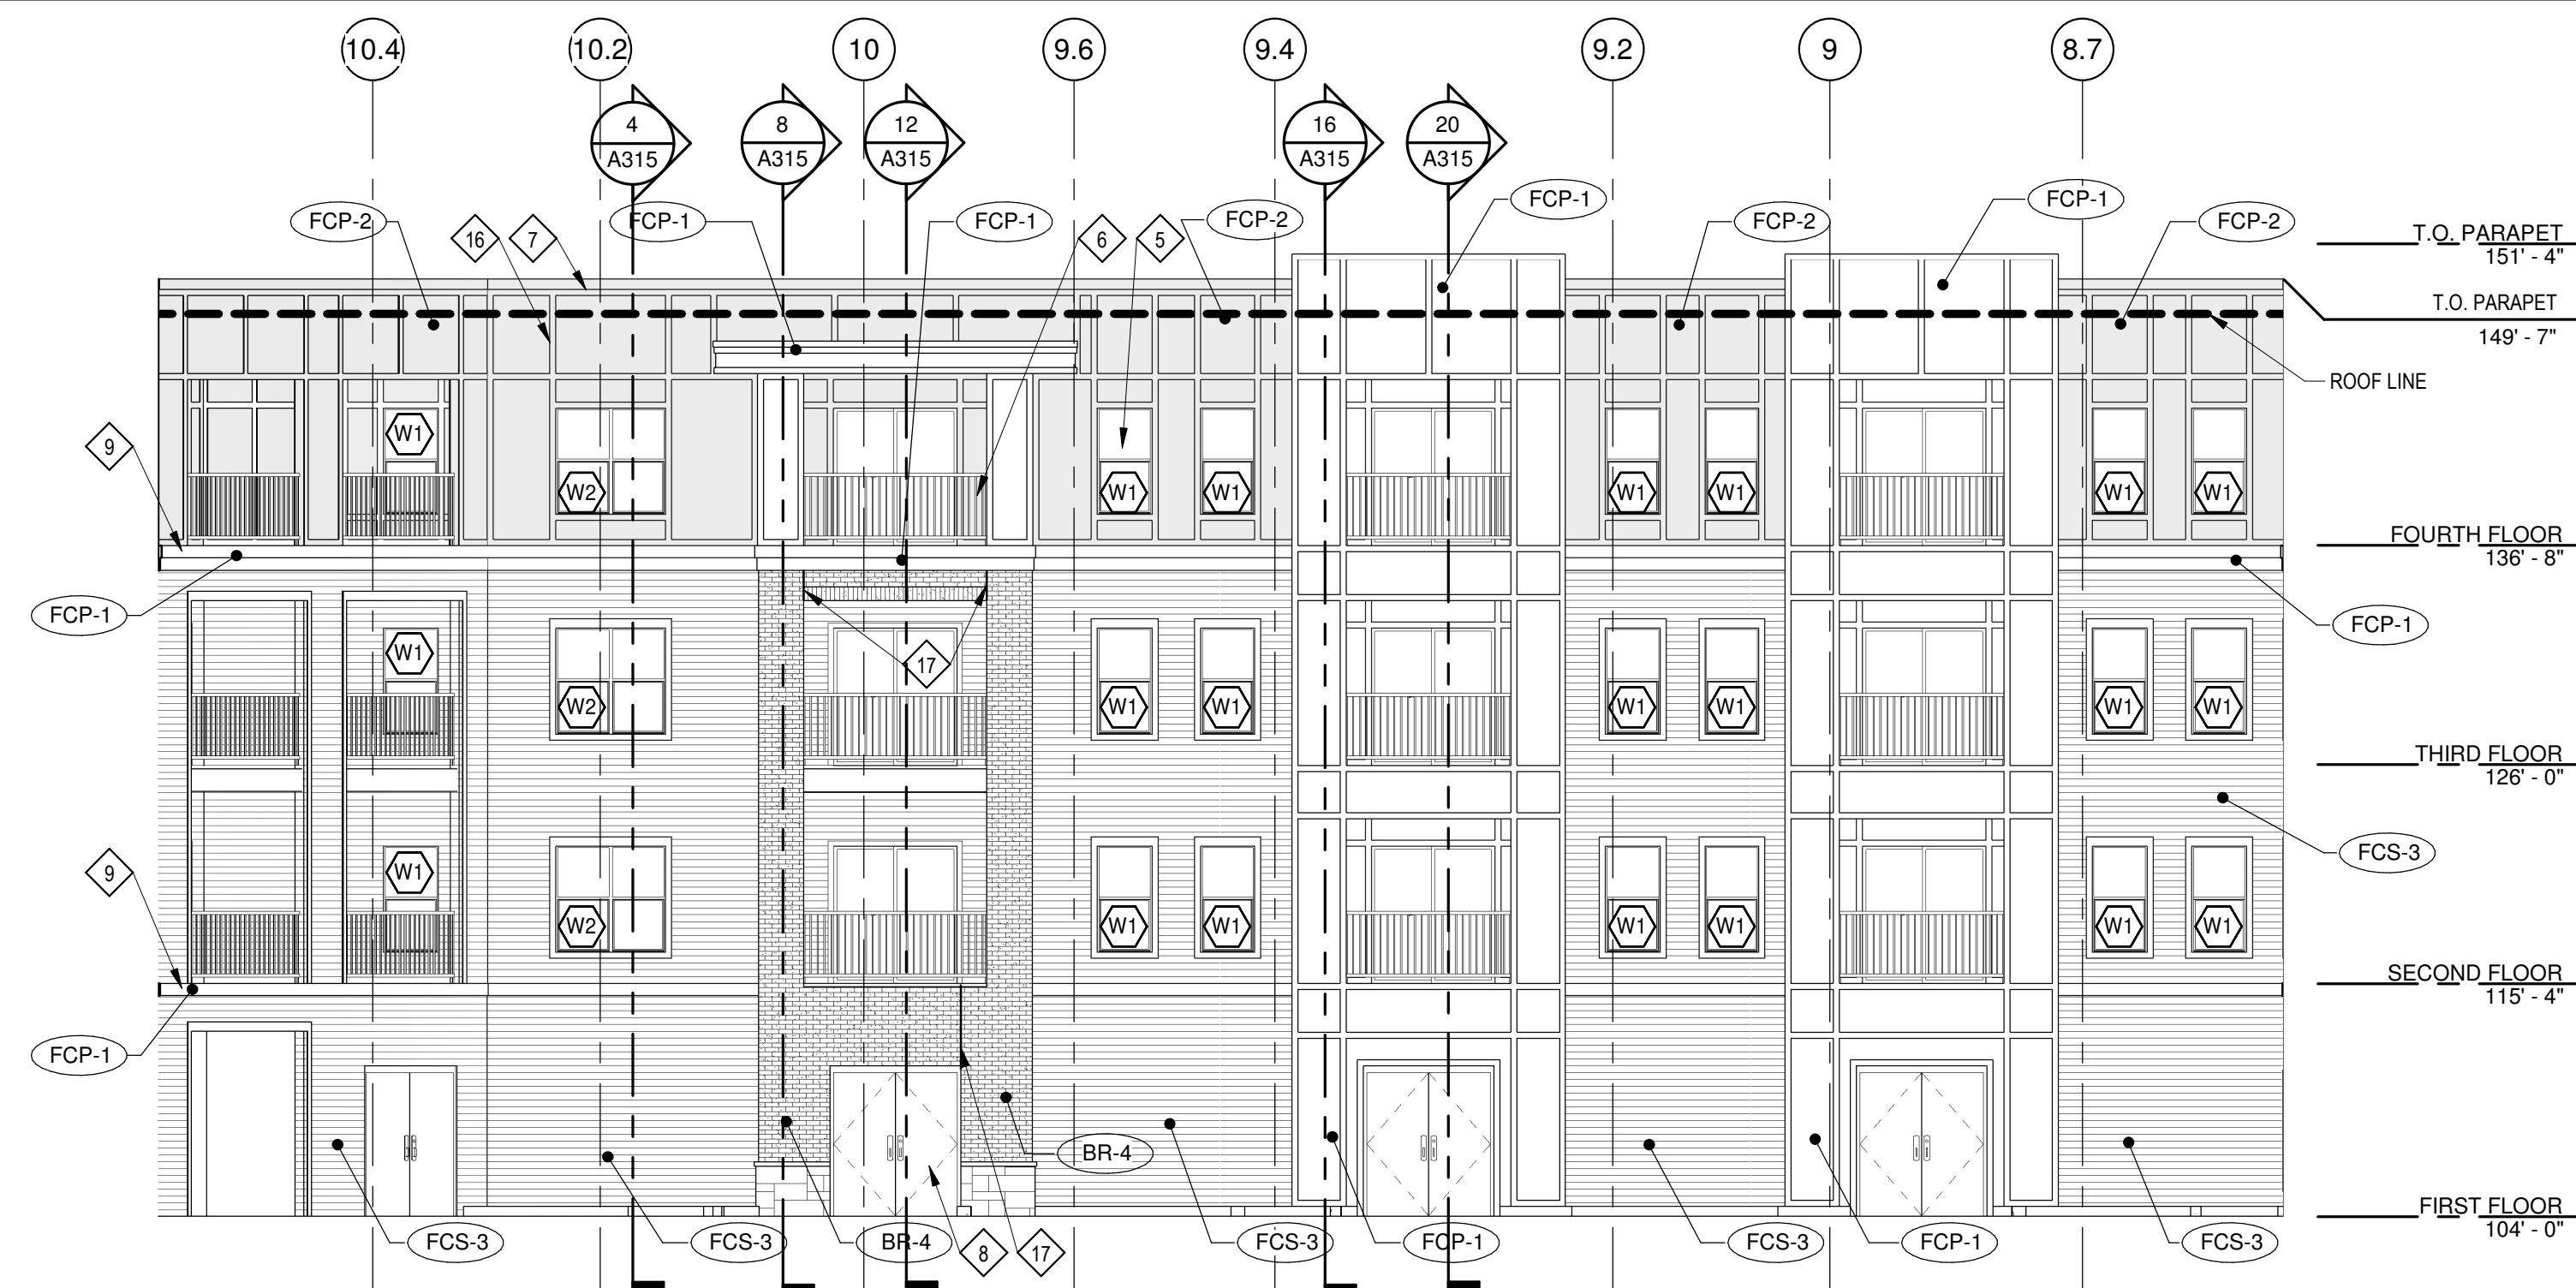 10.4 10.2 10 9.6 9.4 9.2 9 8.7
4 8 12 16 20
A315 A315 A315 A315 A315
FCP-1 FCP-1
FCP-2 FCP-1 FCP-1 FCP-2 FCP-2 FCP-2
16 7 6 5
T.O. PARAPET
151' - 4"
T.O. PARAPET
149' - 7"
ROOF LINE
W1
9
W2 W1 W1 W1 W1 W1 W1
FOURTH FLOOR
136' - 8"
FCP-1 FCP-1
W1 17
W2 W1 W1 W1 W1 W1 W1
THIRD FLOOR
126' - 0"
FCS-3
9 W1
W2 W1 W1 W1 W1 W1 W1
SECOND FLOOR
115' - 4"
FCP-1
BR-4
FIRST FLOOR
104' - 0"
FCS-3 FCS-3 BR-4 8 17 FCS-3 FCP-1 FCS-3 FCP-1 FCS-3